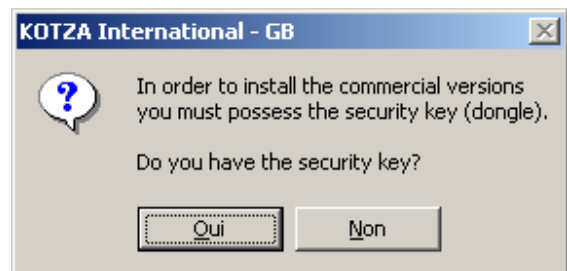 KOTZA International - GB
In order to install the commercial versions
you must possess the security key (dongle).
Do you have the security key?
Oui
Non